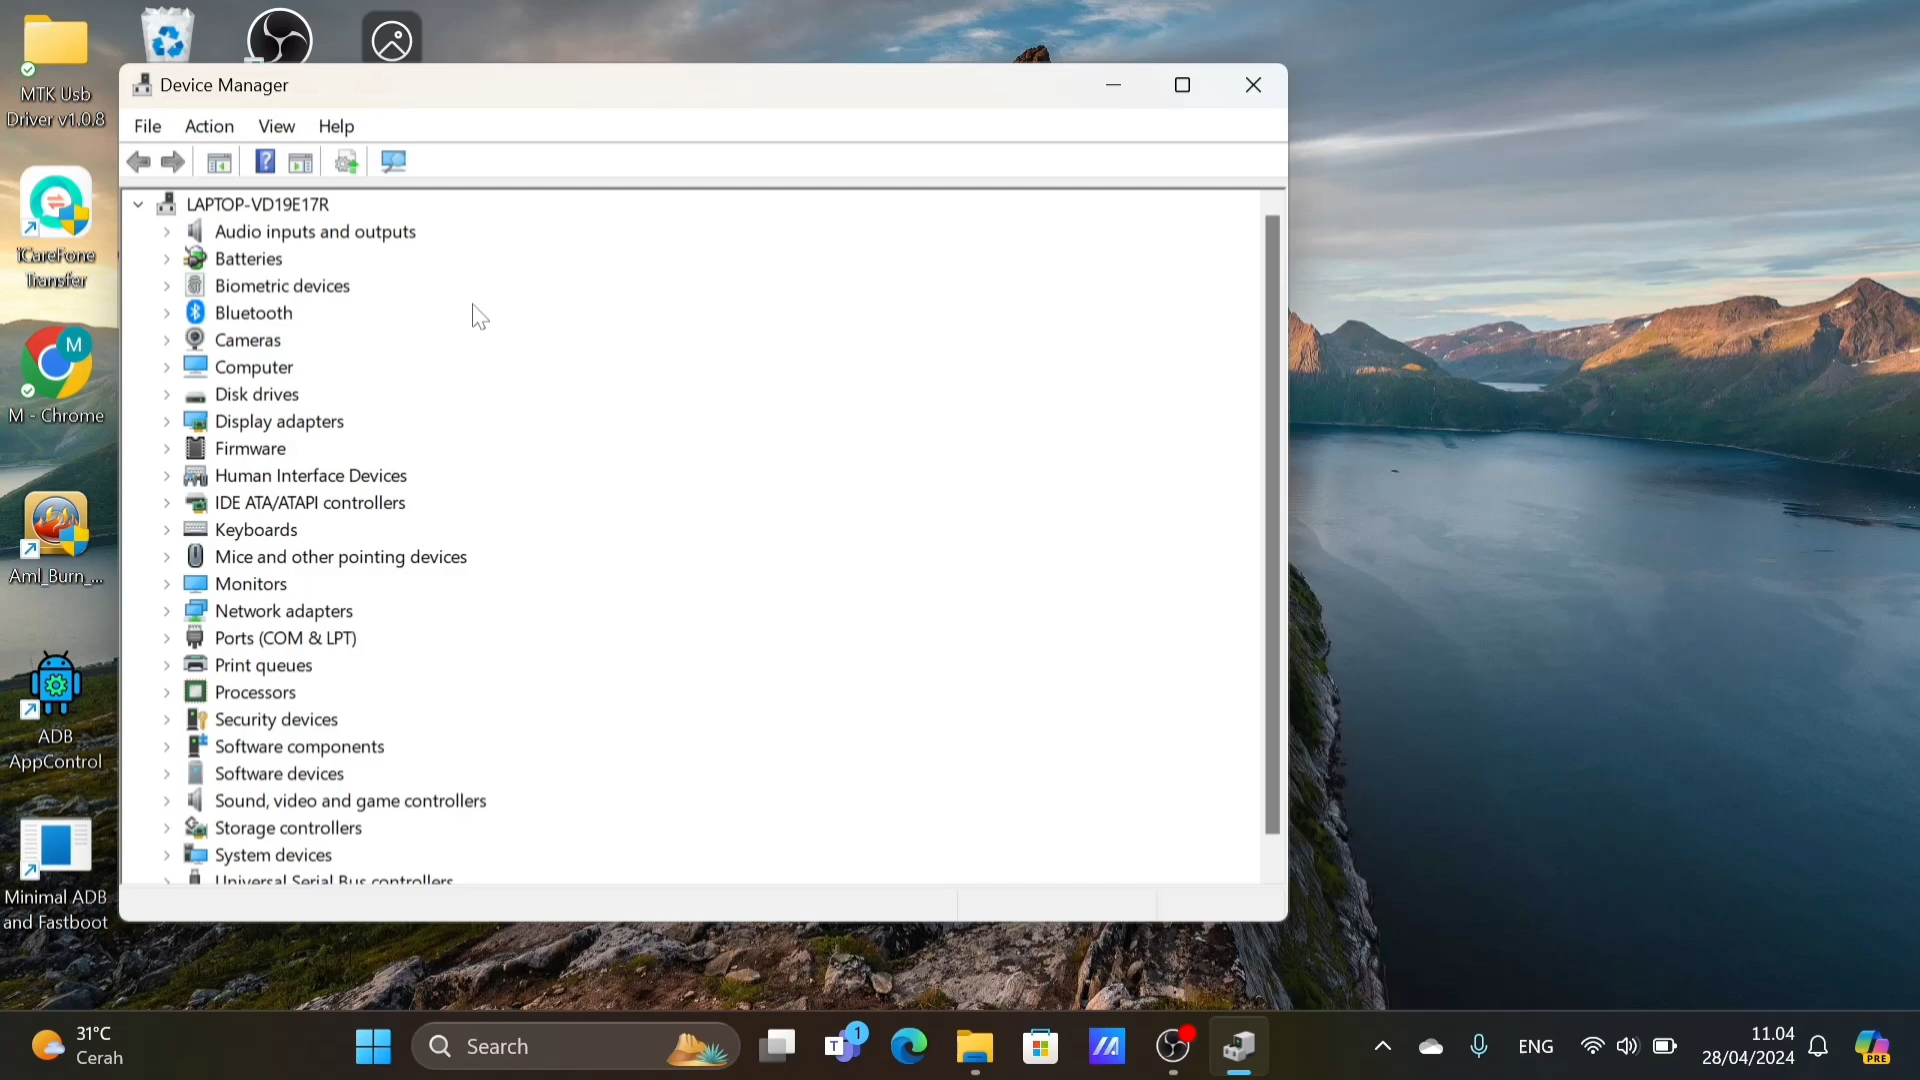 MTK Usb
Driver v1.0.8
iCareFone
Transfer
M - Chrome
Aml_Burn_...
ADB
AppControl
Minimal ADB
and Fastboot
Device Manager
File Action View Help
LAPTOP-VD19E17R
Audio inputs and outputs
Batteries
Biometric devices
Bluetooth
Cameras
Computer
Disk drives
Display adapters
Firmware
Human Interface Devices
IDE ATA/ATAPI controllers
Keyboards
Mice and other pointing devices
Monitors
Network adapters
Ports (COM & LPT)
Print queues
Processors
Security devices
Software components
Software devices
Sound, video and game controllers
Storage controllers
System devices
Universal Serial Bus controllers
31°C
Cerah
Search
1
ENG
11.04
28/04/2024
PRE